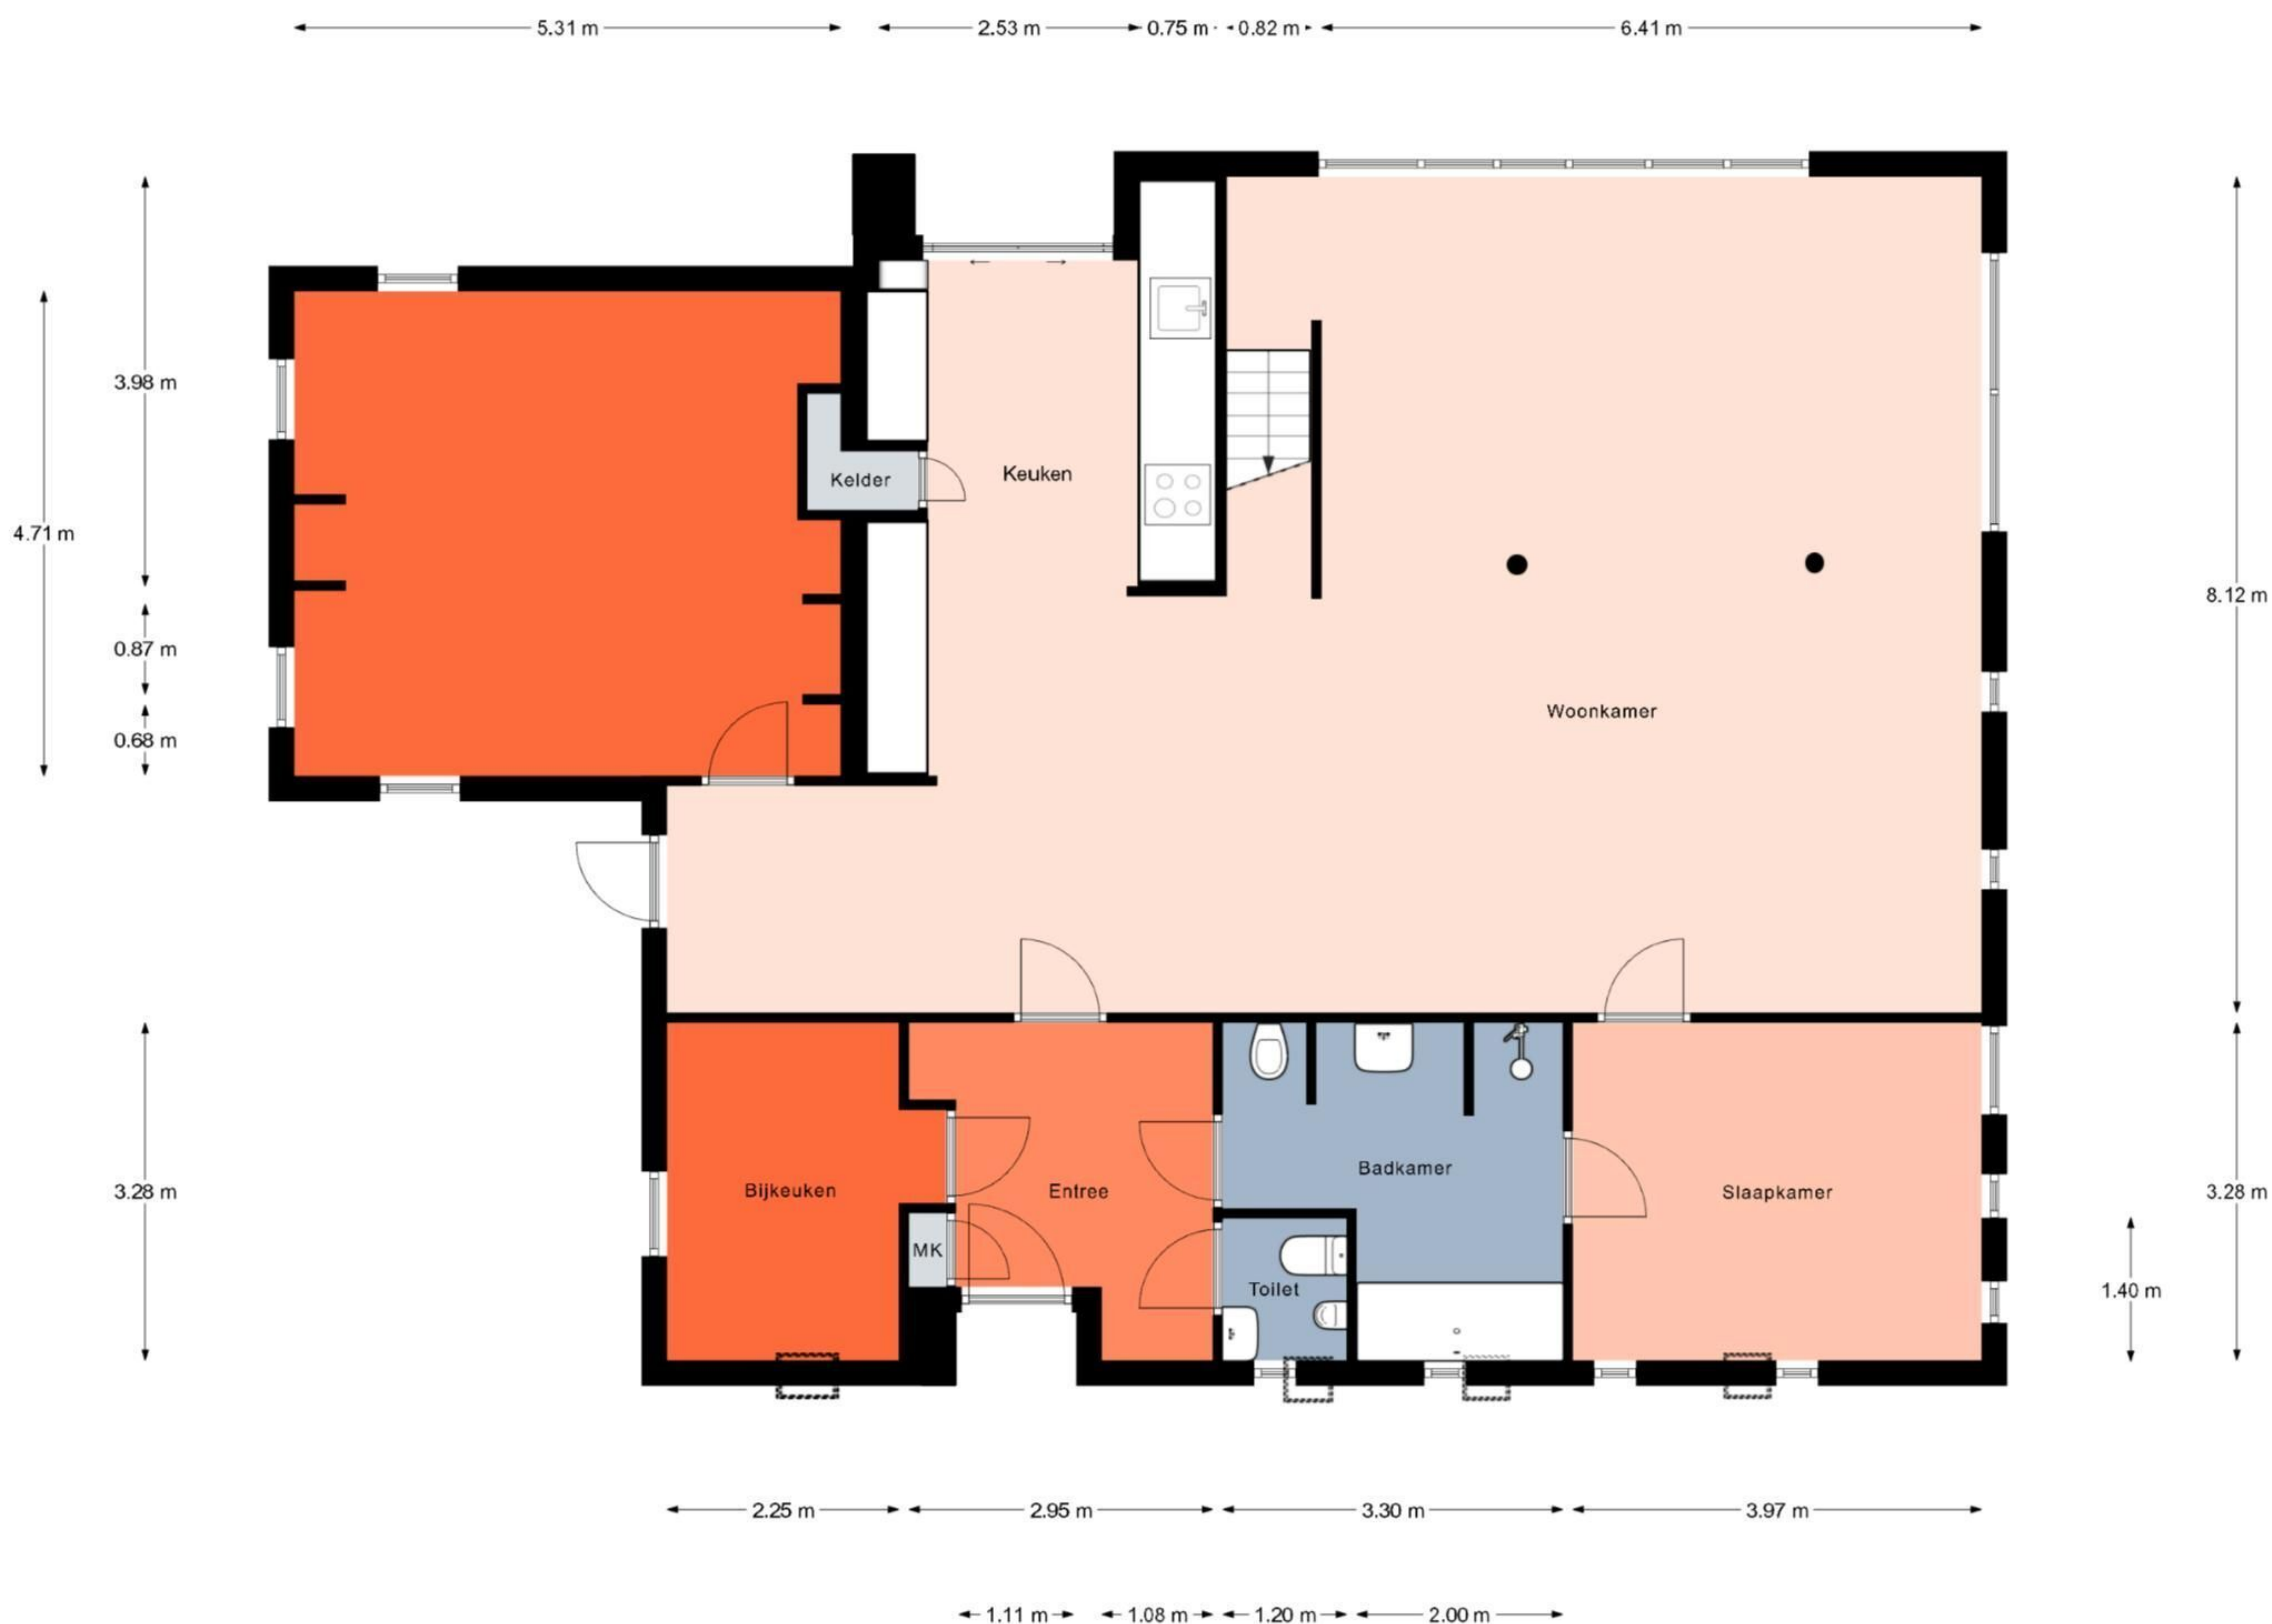 5.31 m
2.53 m
0.75 m
0.82 m
6.41 m
3.98 m
Kelder
Keuken
4.71 m
8.12 m
0.87 m
Woonkamer
0.68 m
Badkamer
Bijkeuken
Entree
Slaapkamer
3.28 m
3.28 m
MK
Toilet
1.40 m
2.25 m
2.95 m
3.30 m
3.97 m
1.11 m
1.08 m
1.20 m
2.00 m